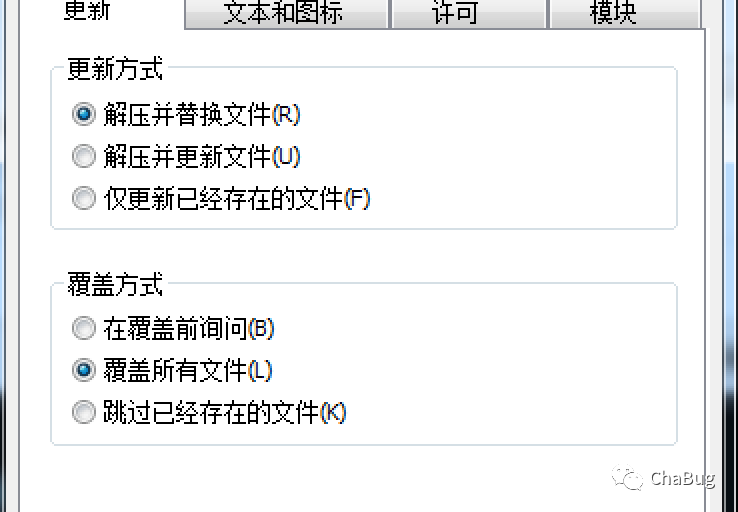 更新 文本和图标 许可 模块
更新方式
解压并替换文件(R)
解压并更新文件(U)
仅更新已经存在的文件(F)
覆盖方式
在覆盖前询问(B)
覆盖所有文件(L)
跳过已经存在的文件(K)
ChaBug